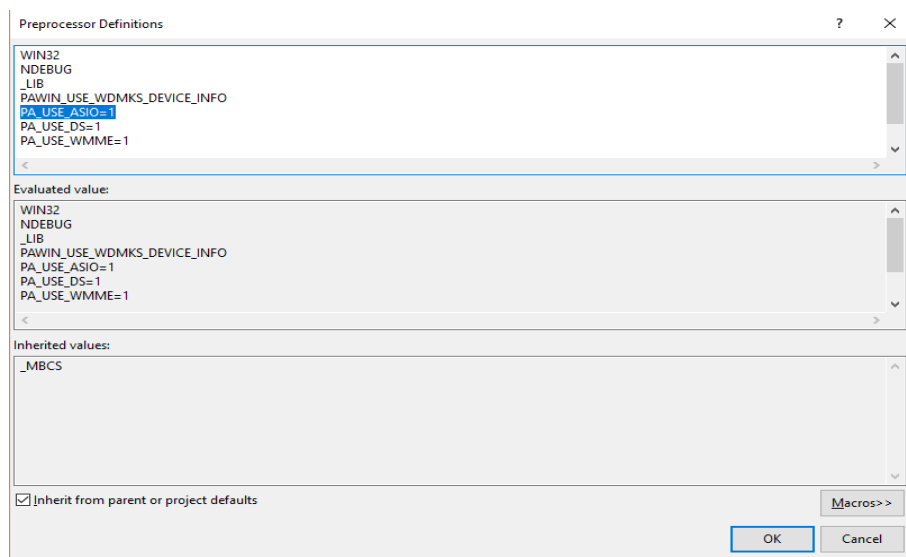 Preprocessor Definitions
WIN32
NDEBUG
_LIB
PAWIN_USE_WDMKS_DEVICE_INFO
PA_USE_ASIO=1
PA_USE_DS=1
PA_USE_WMME=1
Evaluated value:
WIN32
NDEBUG
_LIB
PAWIN_USE_WDMKS_DEVICE_INFO
PA_USE_ASIO=1
PA_USE_DS=1
PA_USE_WMME=1
Inherited values:
_MBCS
Inherit from parent or project defaults
Macros>>
OK Cancel